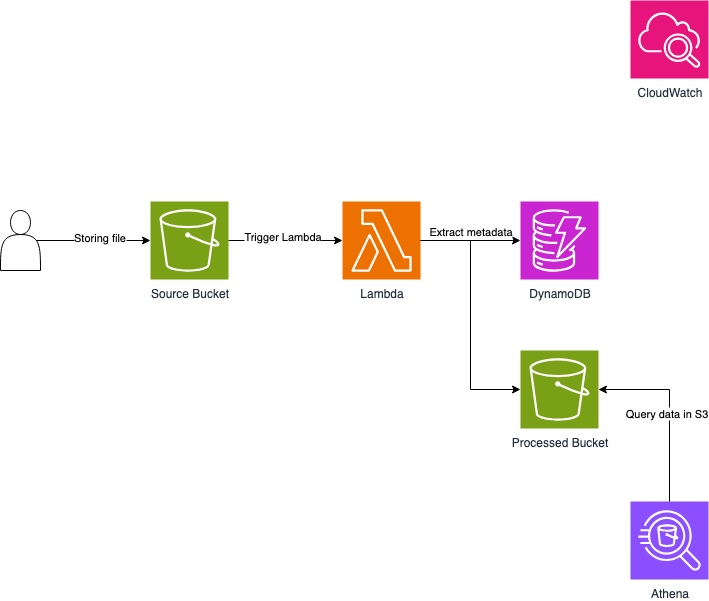 CloudWatch
Storing file
Trigger Lambda
Extract metadata
Source Bucket
Lambda
DynamoDB
Query data in S3
Processed Bucket
Athena